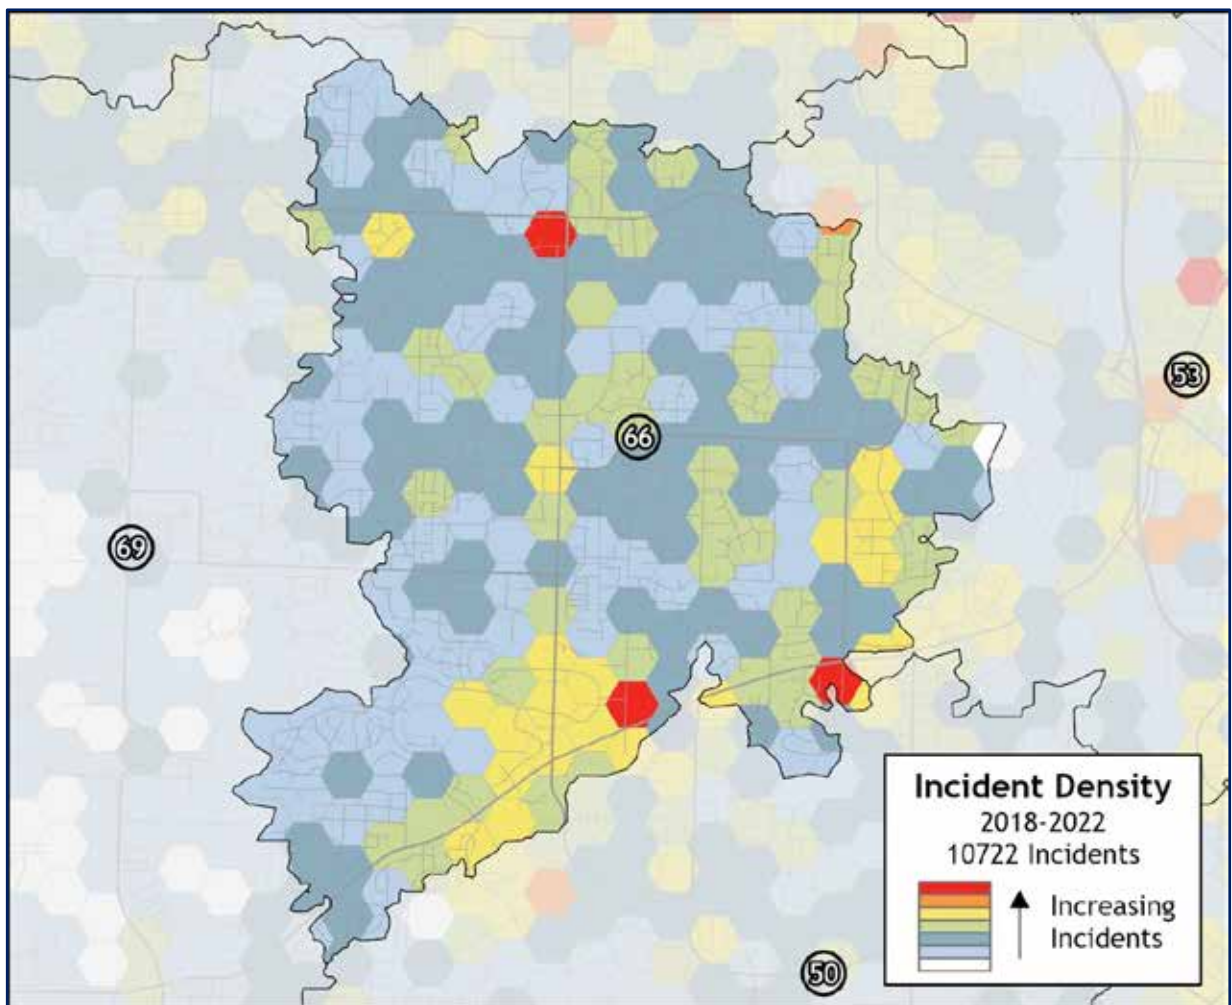 53
66
69
Incident Density
2018-2022
10722 Incidents
Increasing
Incidents
50